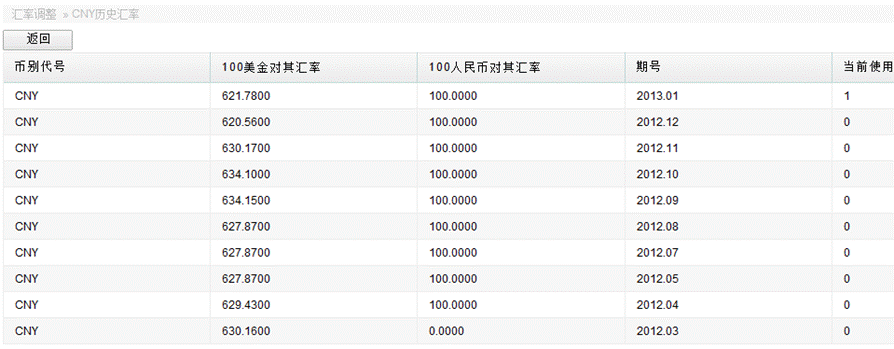 汇率调整 » CNY历史汇率
返回
币别代号 100美金对其汇率 100人民币对其汇率 期号 当前使用
CNY 621.7800 100.0000 2013.01 1
CNY 620.5600 100.0000 2012.12 0
CNY 630.1700 100.0000 2012.11 0
CNY 634.1000 100.0000 2012.10 0
CNY 634.1500 100.0000 2012.09 0
CNY 627.8700 100.0000 2012.08 0
CNY 627.8700 100.0000 2012.07 0
CNY 627.8700 100.0000 2012.05 0
CNY 629.4300 100.0000 2012.04 0
CNY 630.1600 0.0000 2012.03 0